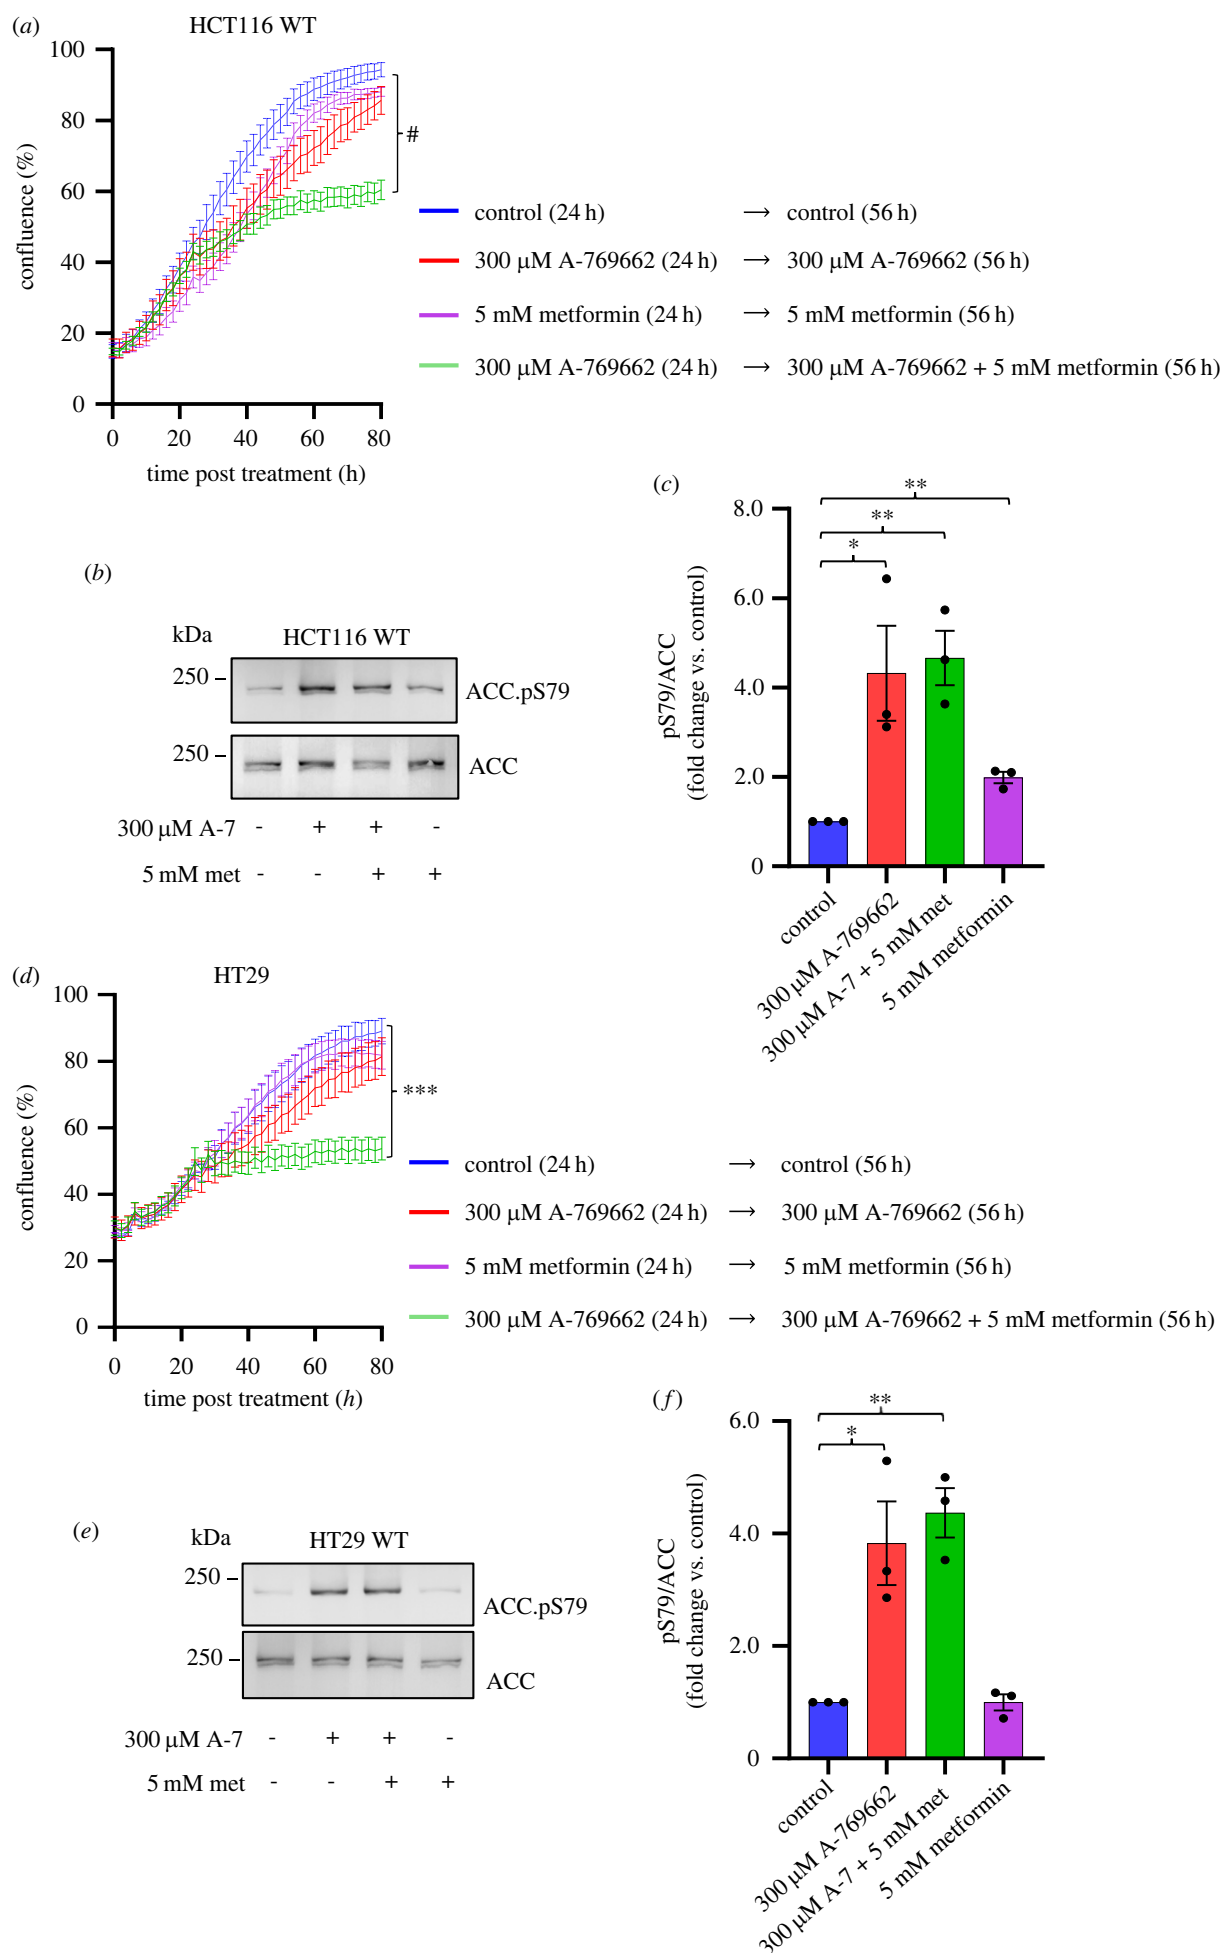 (a)
HCT116 WT
100
80
60
40
20
0
confluence (%)
#
0 20 40 60 80
time post treatment (h)
control (24 h) → control (56 h)
300 μM A-769662 (24 h) → 300 μM A-769662 (56 h)
5 mM metformin (24 h) → 5 mM metformin (56 h)
300 μM A-769662 (24 h) → 300 μM A-769662 + 5 mM metformin (56 h)
(b)
kDa
HCT116 WT
250
ACC.pS79
250
ACC
300 μM A-7 - + + -
5 mM met - - + +
(c)
**
**
*
8.0
6.0
4.0
2.0
0
pS79/ACC
(fold change vs. control)
control
300 μM A-769662
300 μM A-7 + 5 mM met
5 mM metformin
(d)
HT29
100
80
60
40
20
0
confluence (%)
***
0 20 40 60 80
time post treatment (h)
control (24 h) → control (56 h)
300 μM A-769662 (24 h) → 300 μM A-769662 (56 h)
5 mM metformin (24 h) → 5 mM metformin (56 h)
300 μM A-769662 (24 h) → 300 μM A-769662 + 5 mM metformin (56 h)
(e)
kDa
HT29 WT
250
ACC.pS79
250
ACC
300 μM A-7 - + + -
5 mM met - - + +
(f)
**
*
6.0
4.0
2.0
0
pS79/ACC
(fold change vs. control)
control
300 μM A-769662
300 μM A-7 + 5 mM met
5 mM metformin